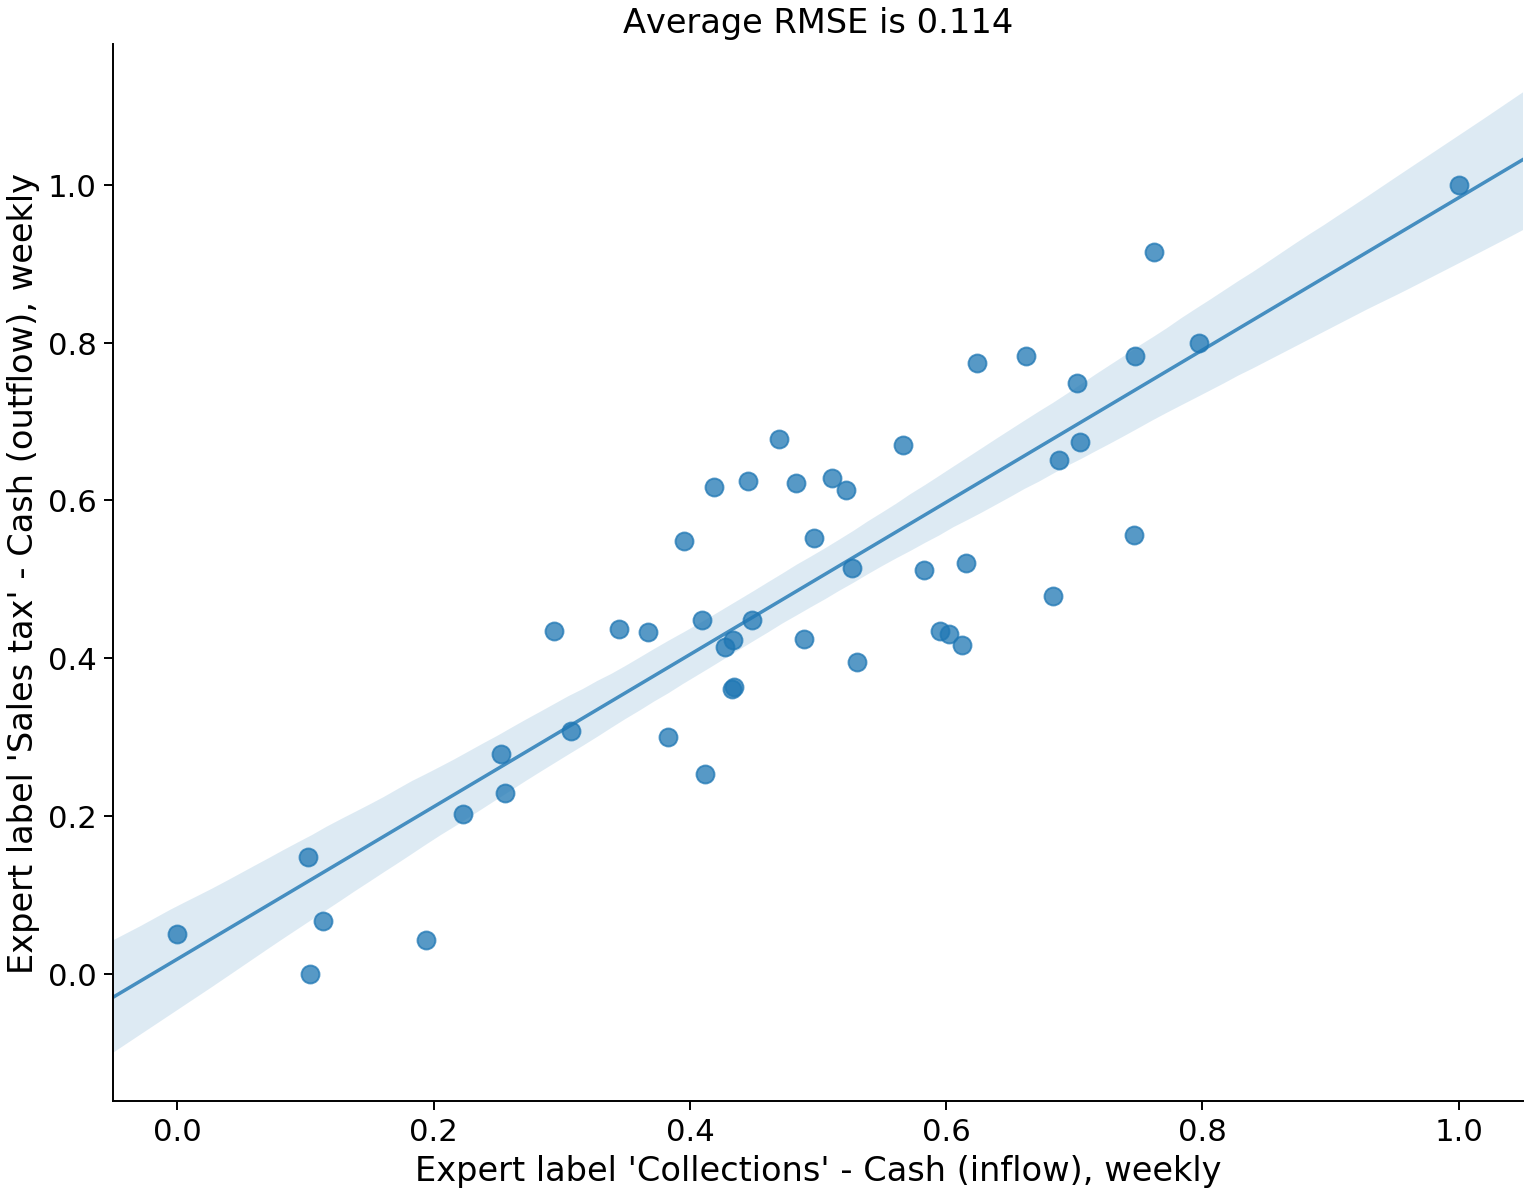 Average RMSE is 0.114
Expert label 'Sales tax' - Cash (outflow), weekly
1.0
0.8
0.6
0.4
0.2
0.0
0.0 0.2 0.4 0.6 0.8 1.0
Expert label 'Collections' - Cash (inflow), weekly